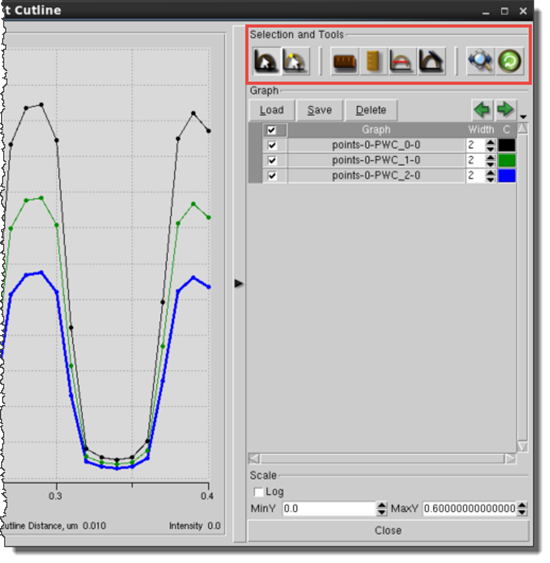 t Cutline
Selection and Tools
Graph
Load Save Delete
Graph Width C
points-0-PWC_0-0 2
points-0-PWC_1-0 2
points-0-PWC_2-0 2
0.3 0.4
utline Distance, um 0.010 Intensity 0.0
Scale
Log
MinY 0.0 MaxY 0.60000000000000
Close